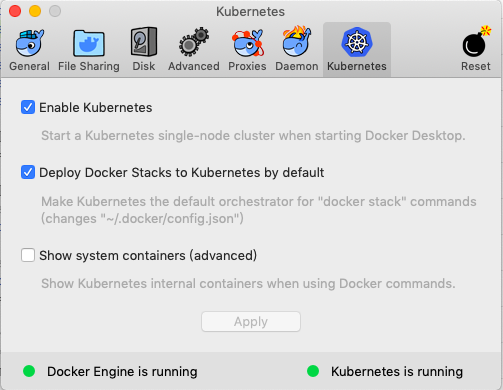 Kubernetes
General File Sharing Disk Advanced Proxies Daemon Kubernetes Reset
Enable Kubernetes
Start a Kubernetes single-node cluster when starting Docker Desktop.
Deploy Docker Stacks to Kubernetes by default
Make Kubernetes the default orchestrator for "docker stack" commands
(changes "~/.docker/config.json")
Show system containers (advanced)
Show Kubernetes internal containers when using Docker commands.
Apply
Docker Engine is running Kubernetes is running